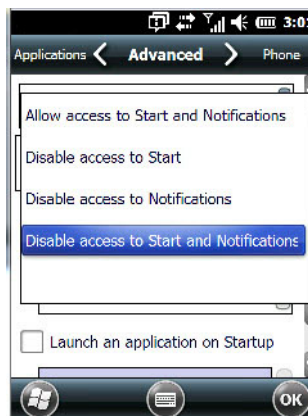 3:0
Applications Advanced Phone
Allow access to Start and Notifications
Disable access to Start
Disable access to Notifications
Disable access to Start and Notifications
Launch an application on Startup
OK